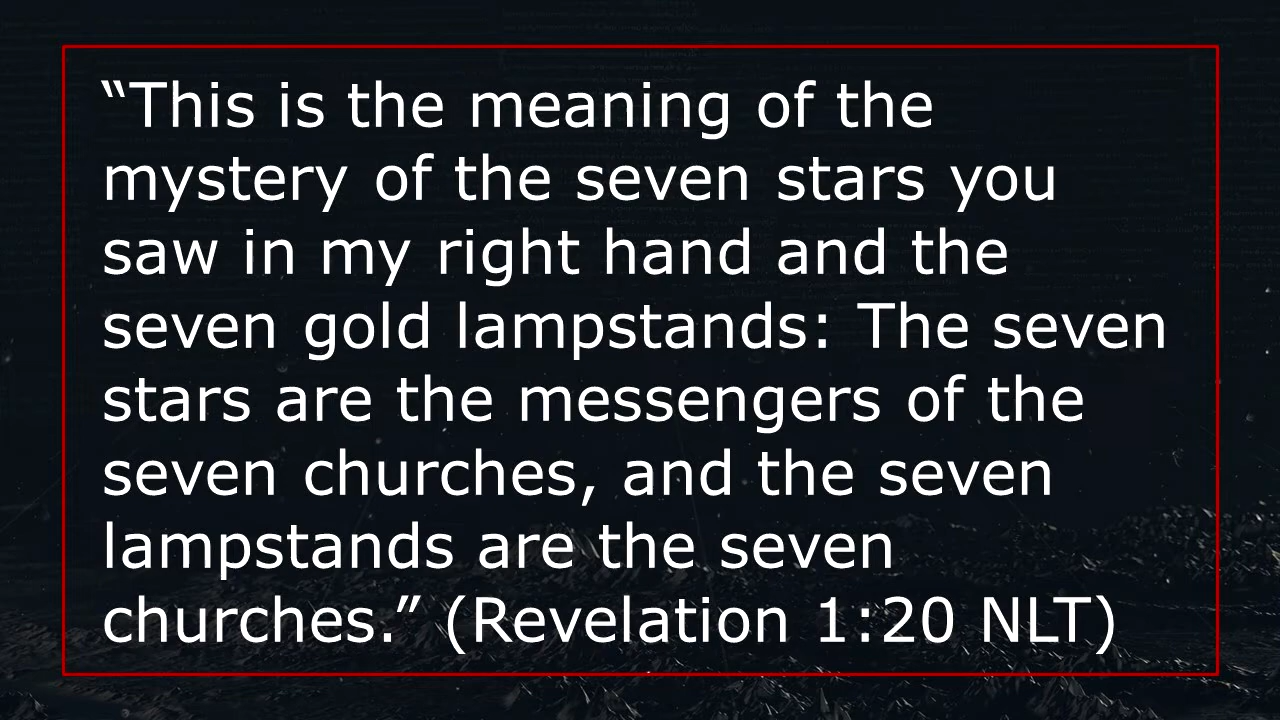 “This is the meaning of the
mystery of the seven stars you
saw in my right hand and the
seven gold lampstands: The seven
stars are the messengers of the
seven churches, and the seven
lampstands are the seven
churches.” (Revelation 1:20 NLT)